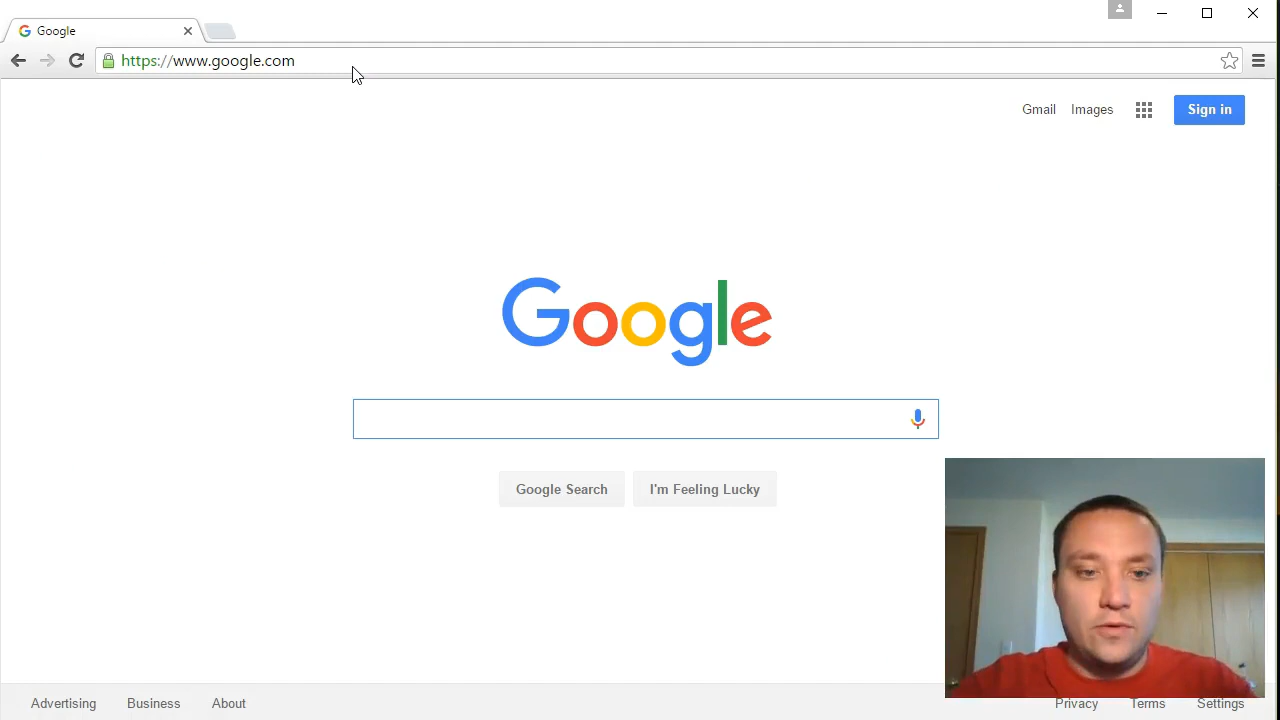 Google
https://www.google.com
Gmail Images Sign in
Google
Google Search I'm Feeling Lucky
Advertising Business About Privacy Terms Settings